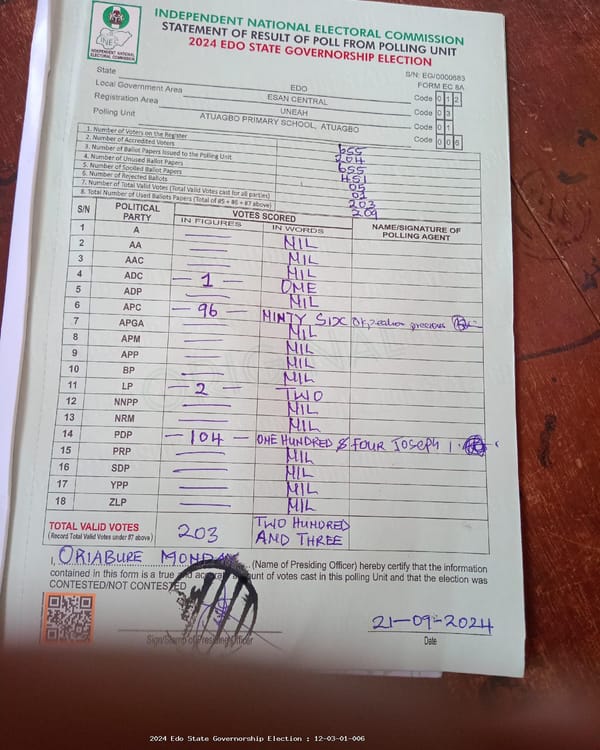 INDEPENDENT NATIONAL ELECTORAL COMMISSION
STATEMENT OF RESULT OF POLL FROM POLLING UNIT
2024 EDO STATE GOVERNORSHIP ELECTION
INEC
INDEPENDENT NATIONAL ELECTORAL COMMISSION
S/N: EG/0000683
FORM EC 8A
State EDO Code 0 1 2
Local Government Area ESAN CENTRAL Code 0 3
Registration Area UNEAH Code 0 1
Polling Unit ATUAGBO PRIMARY SCHOOL, ATUAGBO Code 0 0 6
1. Number of Voters on the Register 655
2. Number of Accredited Voters 204
3. Number of Ballot Papers Issued to the Polling Unit 655
4. Number of Unused Ballot Papers 451
5. Number of Spoiled Ballot Papers 05
6. Number of Rejected Ballots 01
7. Number of Total Valid Votes (Total Valid Votes cast for all parties) 203
8. Total Number of Used Ballots Papers (Total of #5 + #6 + #7 above) 209
S/N POLITICAL PARTY VOTES SCORED NAME/SIGNATURE OF POLLING AGENT
IN FIGURES IN WORDS
1 A — NIL
2 AA — NIL
3 AAC — NIL
4 ADC — 1 — ONE
5 ADP — NIL
6 APC — 96 — NINTY SIX precious
7 APGA — NIL
8 APM — NIL
9 APP — NIL
10 BP — NIL
11 LP — 2 — TWO
12 NNPP — NIL
13 NRM — NIL
14 PDP — 104 — ONE HUNDRED & FOUR JOSEPH I.
15 PRP — NIL
16 SDP — NIL
17 YPP — NIL
18 ZLP — NIL
TOTAL VALID VOTES 203 TWO HUNDRED AND THREE
(Record Total Valid Votes under #7 above)
I, ORIABURE MONDAY (Name of Presiding Officer) hereby certify that the information
contained in this form is a true and accurate account of votes cast in this polling Unit and that the election was
CONTESTED/NOT CONTESTED
Sign/Stamp of Presiding Officer
21-09-2024
Date
2024 Edo State Governorship Election : 12-03-01-006